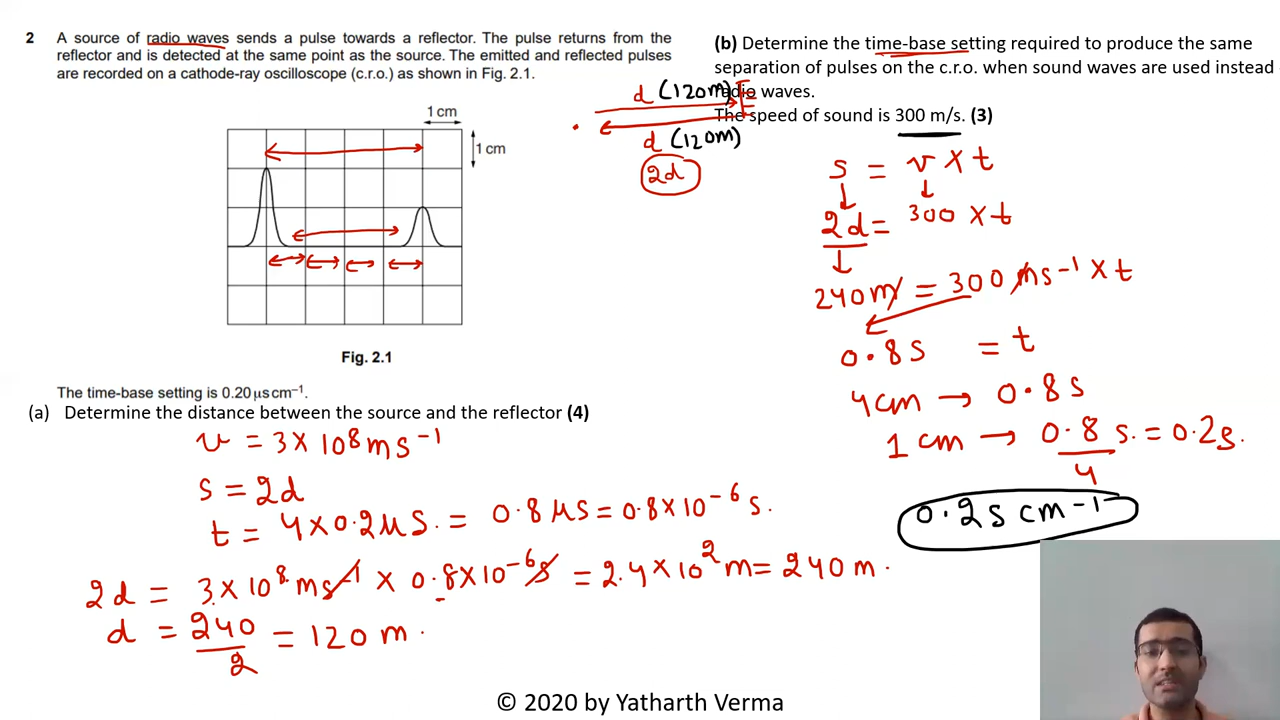 2 A source of radio waves sends a pulse towards a reflector. The pulse returns from the
reflector and is detected at the same point as the source. The emitted and reflected pulses
are recorded on a cathode-ray oscilloscope (c.r.o.) as shown in Fig. 2.1.
1 cm
1 cm
Fig. 2.1
The time-base setting is 0.20 μs cm⁻¹.
(a) Determine the distance between the source and the reflector (4)
v = 3 × 10⁸ ms⁻¹
s = 2d
t = 4 × 0.2 μs. = 0.8 μs = 0.8 × 10⁻⁶ s.
2d = 3 × 10⁸ ms⁻¹ × 0.8 × 10⁻⁶ s = 2.4 × 10² m = 240 m.
d = 240/2 = 120 m.
(b) Determine the time-base setting required to produce the same
separation of pulses on the c.r.o. when sound waves are used instead
radio waves.
The speed of sound is 300 m/s. (3)
d (120m)
d (120m)
2d
s = v × t
2d = 300 × t
240 m = 300 ms⁻¹ × t
0.8 s = t
4 cm → 0.8 s
1 cm → 0.8/4 s. = 0.2 s.
0.2 s cm⁻¹
© 2020 by Yatharth Verma